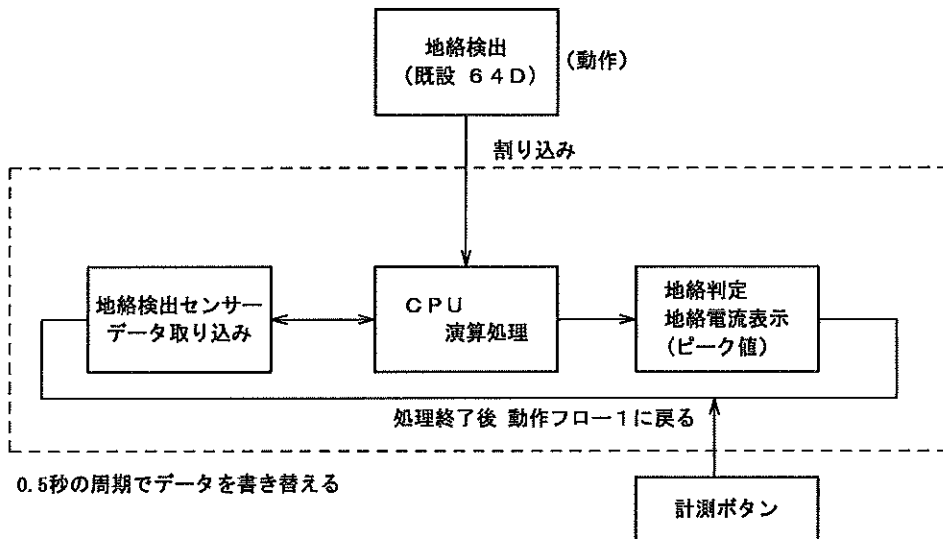 地絡検出
(既設 64D)
(動作)
割り込み
地絡検出センサー
データ取り込み
CPU
演算処理
地絡判定
地絡電流表示
(ピーク値)
処理終了後 動作フロー1に戻る
0.5秒の周期でデータを書き替える
計測ボタン